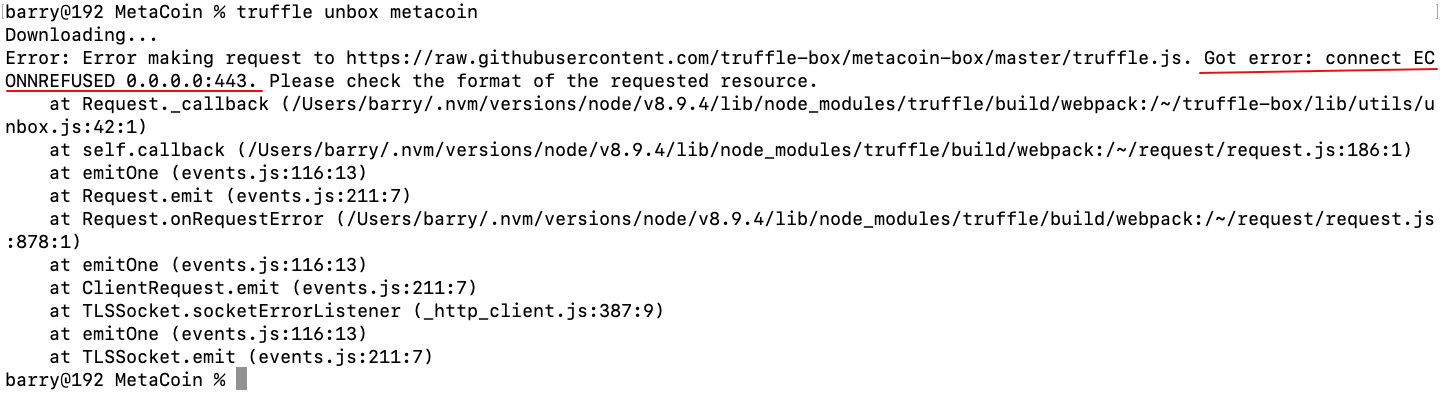 barry@192 MetaCoin % truffle unbox metacoin
Downloading...
Error: Error making request to https://raw.githubusercontent.com/truffle-box/metacoin-box/master/truffle.js. Got error: connect EC
ONNREFUSED 0.0.0.0:443. Please check the format of the requested resource.
    at Request._callback (/Users/barry/.nvm/versions/node/v8.9.4/lib/node_modules/truffle/build/webpack:/~/truffle-box/lib/utils/u
nbox.js:42:1)
    at self.callback (/Users/barry/.nvm/versions/node/v8.9.4/lib/node_modules/truffle/build/webpack:/~/request/request.js:186:1)
    at emitOne (events.js:116:13)
    at Request.emit (events.js:211:7)
    at Request.onRequestError (/Users/barry/.nvm/versions/node/v8.9.4/lib/node_modules/truffle/build/webpack:/~/request/request.js
:878:1)
    at emitOne (events.js:116:13)
    at ClientRequest.emit (events.js:211:7)
    at TLSSocket.socketErrorListener (_http_client.js:387:9)
    at emitOne (events.js:116:13)
    at TLSSocket.emit (events.js:211:7)
barry@192 MetaCoin %